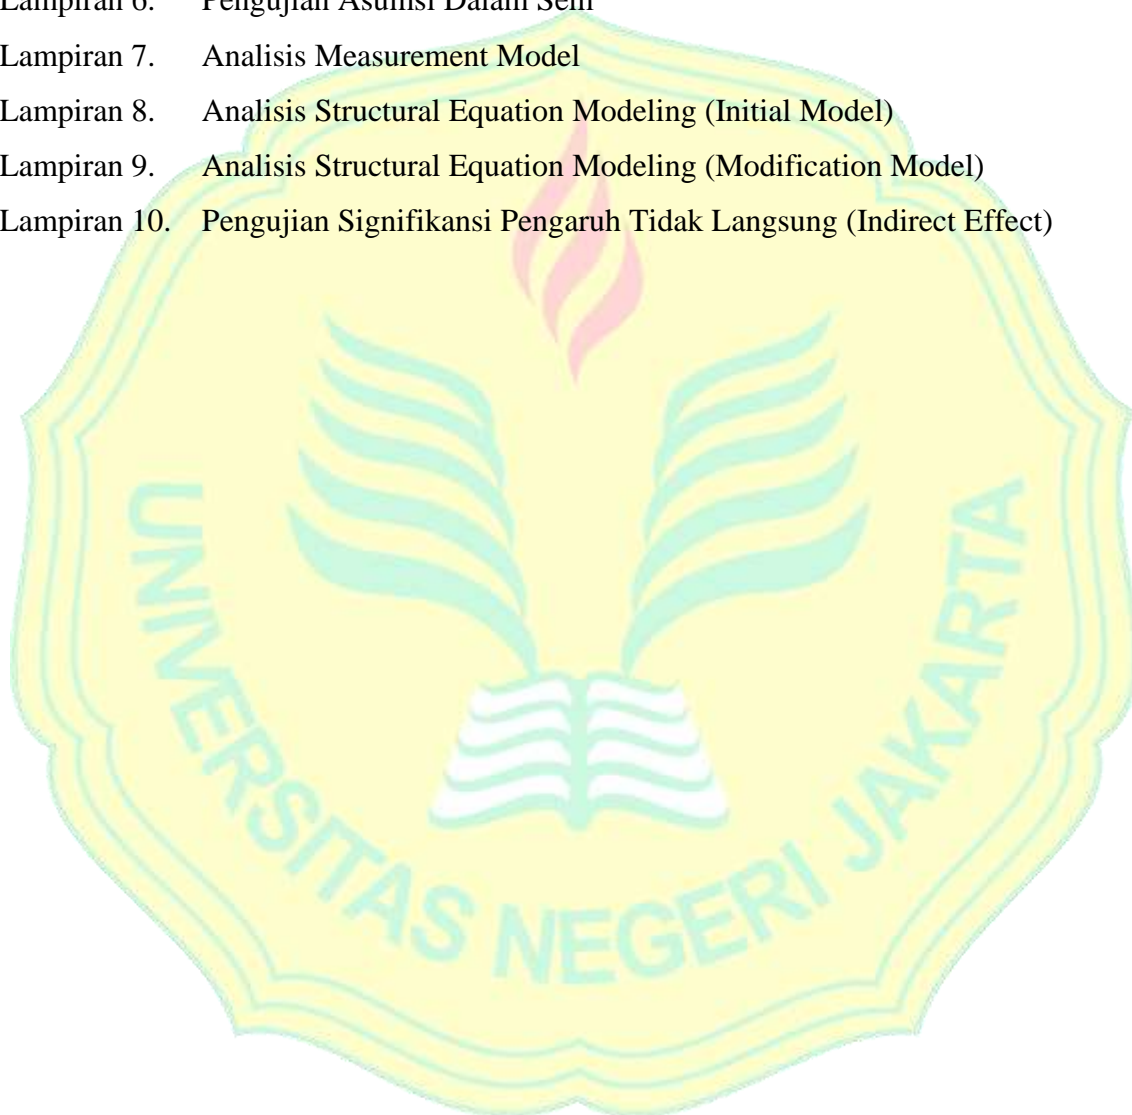 Lampiran 6. Pengujian Asumsi Dalam Sem
Lampiran 7. Analisis Measurement Model
Lampiran 8. Analisis Structural Equation Modeling (Initial Model)
Lampiran 9. Analisis Structural Equation Modeling (Modification Model)
Lampiran 10. Pengujian Signifikansi Pengaruh Tidak Langsung (Indirect Effect)
UNIVERSITAS NEGERI JAKARTA